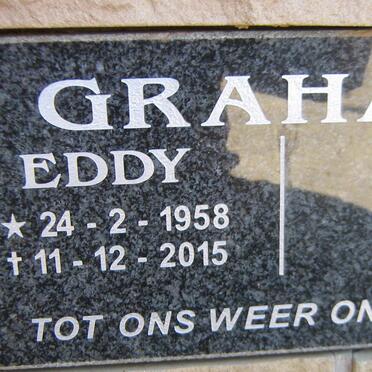 GRAHA
EDDY
★ 24 - 2 - 1958
† 11 - 12 - 2015
TOT ONS WEER ON